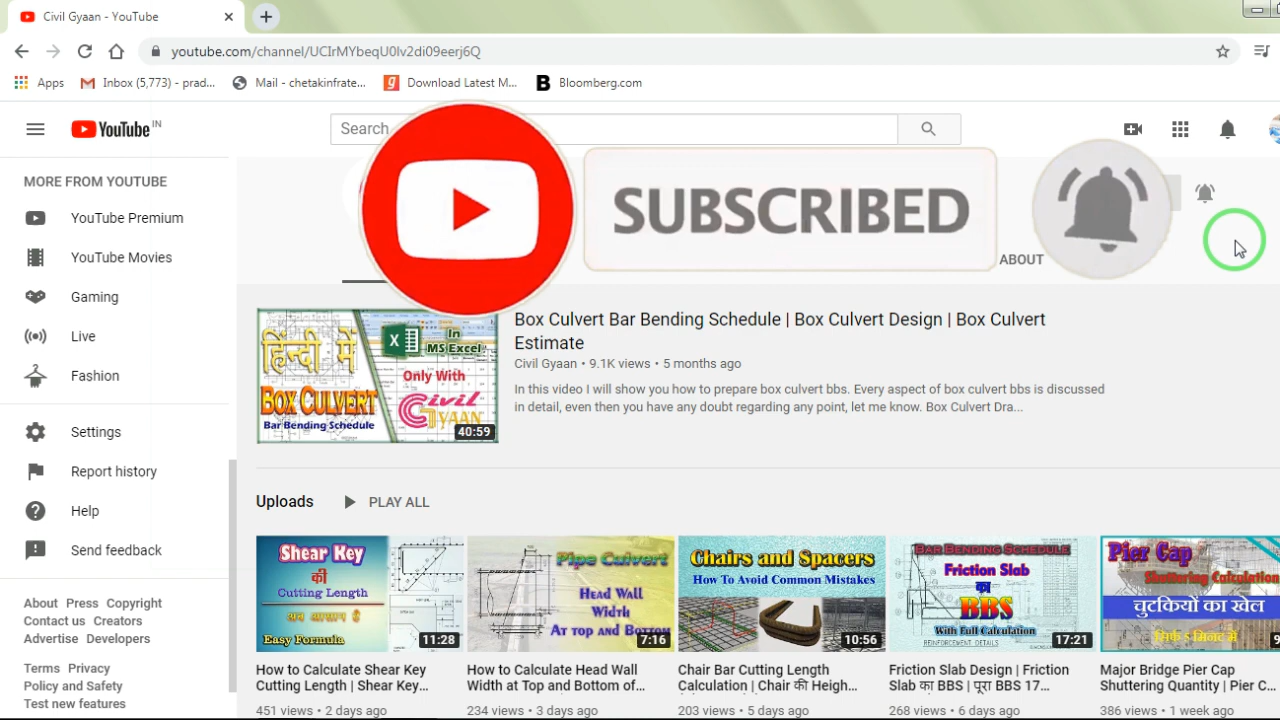 Civil Gyaan - YouTube
youtube.com/channel/UCIrMYbeqU0lv2di09eerj6Q
Apps
Inbox (5,773) - prad...
Mail - chetakinfrate...
Download Latest M...
Bloomberg.com
YouTube IN
Search
SUBSCRIBED
ABOUT
MORE FROM YOUTUBE
YouTube Premium
YouTube Movies
Gaming
Live
Fashion
Settings
Report history
Help
Send feedback
About Press Copyright
Contact us Creators
Advertise Developers
Terms Privacy
Policy and Safety
Test new features
हिन्दी में
BOX CULVERT
Bar Bending Schedule
In
MS Excel
Only With
Civil
GYAAN
40:59
Box Culvert Bar Bending Schedule | Box Culvert Design | Box Culvert
Estimate
Civil Gyaan • 9.1K views • 5 months ago
In this video I will show you how to prepare box culvert bbs. Every aspect of box culvert bbs is discussed
in detail, even then you have any doubt regarding any point, let me know. Box Culvert Dra...
Uploads
PLAY ALL
Shear Key
की
Cutting Length
अब आसान है
Easy Formula
11:28
How to Calculate Shear Key
Cutting Length | Shear Key...
451 views • 2 days ago
Pipe Culvert
Head Wall
Width
At top and Bottom
7:16
How to Calculate Head Wall
Width at Top and Bottom of...
234 views • 3 days ago
Chairs and Spacers
How To Avoid Common Mistakes
10:56
Chair Bar Cutting Length
Calculation | Chair की Heigh...
203 views • 5 days ago
BAR BENDING SCHEDULE
Friction Slab
का
BBS
With Full Calculation
REINFORCEMENT DETAILS
17:21
Friction Slab Design | Friction
Slab का BBS | पूरा BBS 17...
268 views • 6 days ago
Pier Cap
Shuttering Calculation
चुटकियों का खेल
सिर्फ 5 मिनट में
Major Bridge Pier Cap
Shuttering Quantity | Pier C...
386 views • 1 week ago